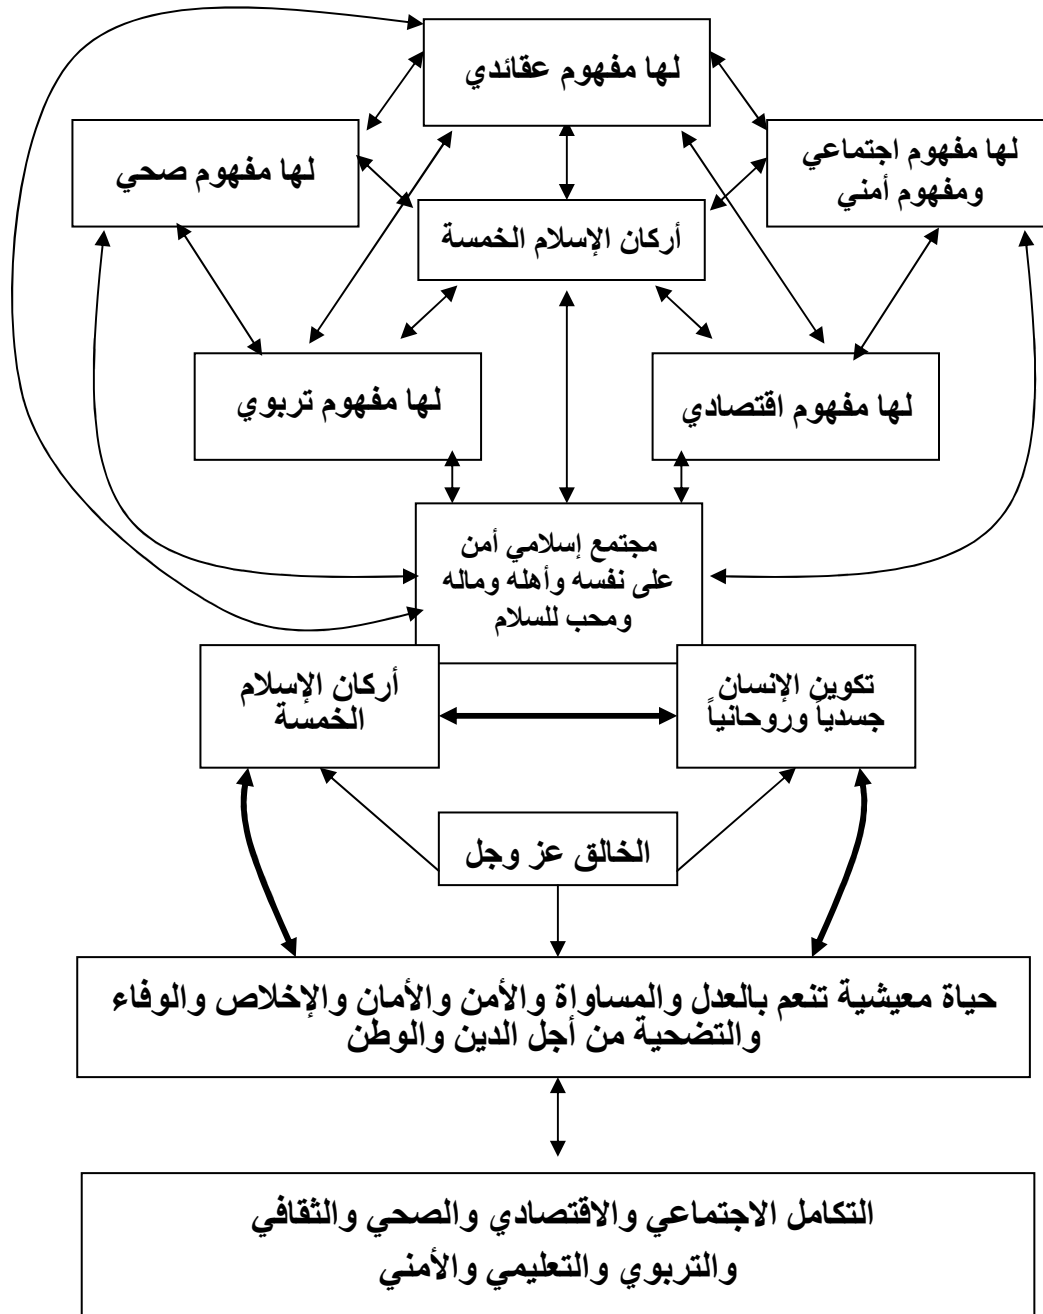 لها مفهوم عقائدي
لها مفهوم اجتماعي
ومفهوم أمني
لها مفهوم صحي
أركان الإسلام الخمسة
لها مفهوم اقتصادي
لها مفهوم تربوي
مجتمع إسلامي أمن
على نفسه وأهله وماله
ومحب للسلام
تكوين الإنسان
جسدياً وروحانياً
أركان الإسلام
الخمسة
الخالق عز وجل
حياة معيشية تنعم بالعدل والمساواة والأمن والأمان والإخلاص والوفاء
والتضحية من أجل الدين والوطن
التكامل الاجتماعي والاقتصادي والصحي والثقافي
والتربوي والتعليمي والأمني